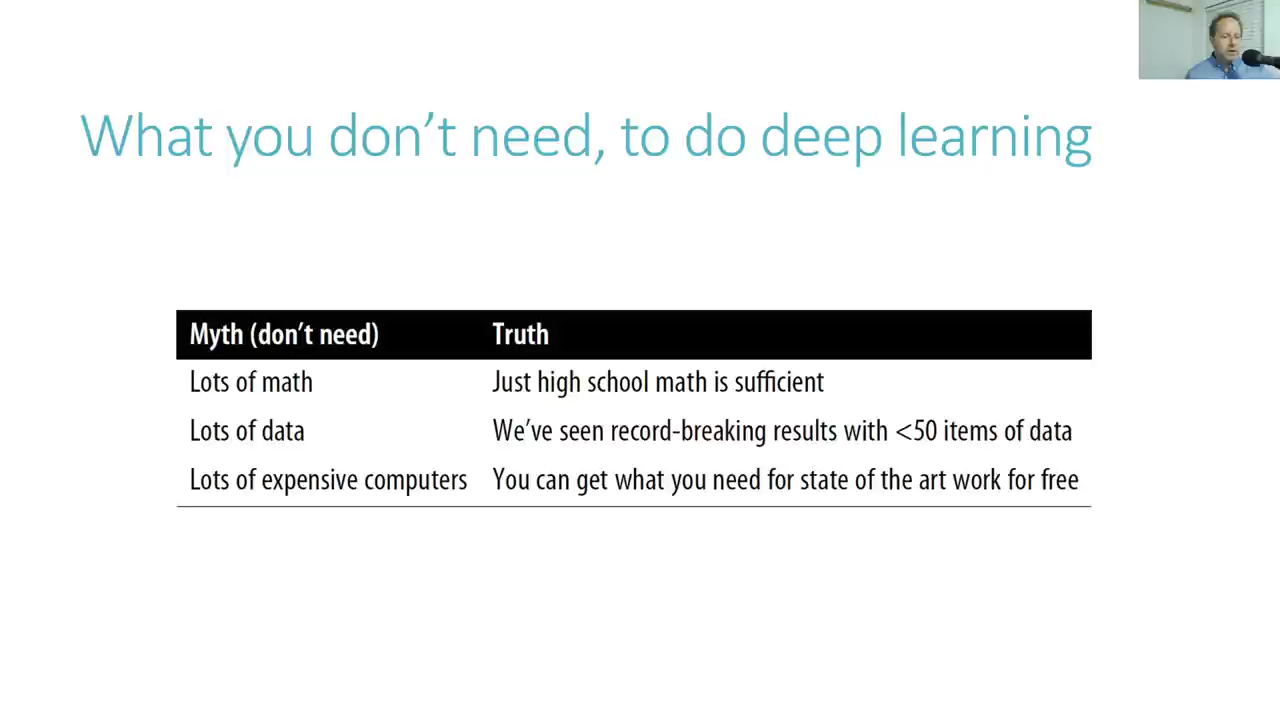 What you don't need, to do deep learning
Myth (don't need) Truth
Lots of math Just high school math is sufficient
Lots of data We've seen record-breaking results with <50 items of data
Lots of expensive computers You can get what you need for state of the art work for free